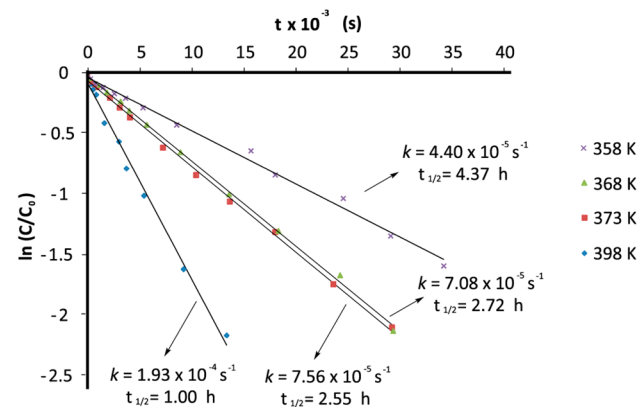 t x 10⁻³ (s)
0 5 10 15 20 25 30 35 40
0
- 0.5
-1
-1.5
-2
-2.5
ln (C/C₀)
k = 4.40 x 10⁻⁵ s⁻¹
t 1/2 = 4.37 h
k = 7.08 x 10⁻⁵ s⁻¹
t 1/2 = 2.72 h
k = 1.93 x 10⁻⁴ s⁻¹
t 1/2 = 1.00 h
k = 7.56 x 10⁻⁵ s⁻¹
t 1/2 = 2.55 h
358 K
368 K
373 K
398 K